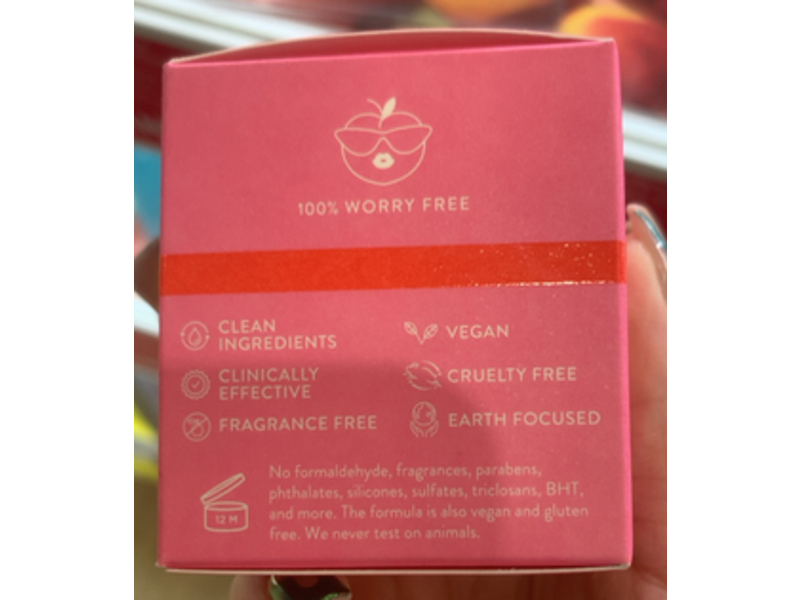 100% WORRY FREE
CLEAN
INGREDIENTS
VEGAN
CLINICALLY
EFFECTIVE
CRUELTY FREE
FRAGRANCE FREE
EARTH FOCUSED
No formaldehyde, fragrances, parabens,
phthalates, silicones, sulfates, triclosans, BHT,
and more. The formula is also vegan and gluten
free. We never test on animals.
12 M